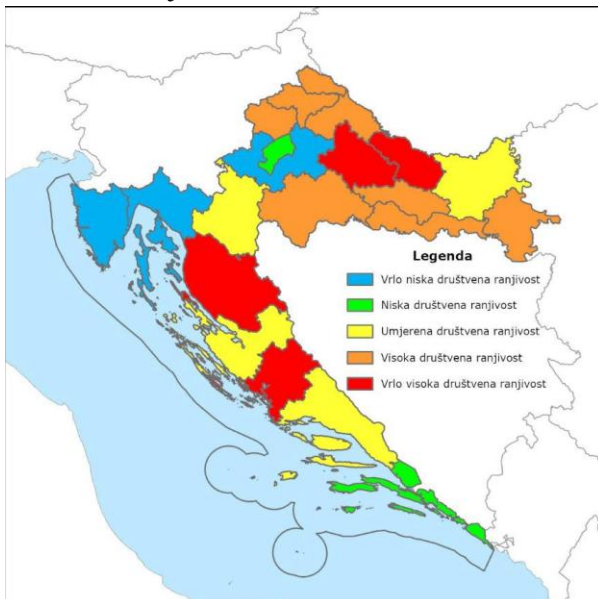 Legenda
Vrlo niska društvena ranjivost
Niska društvena ranjivost
Umjerena društvena ranjivost
Visoka društvena ranjivost
Vrlo visoka društvena ranjivost